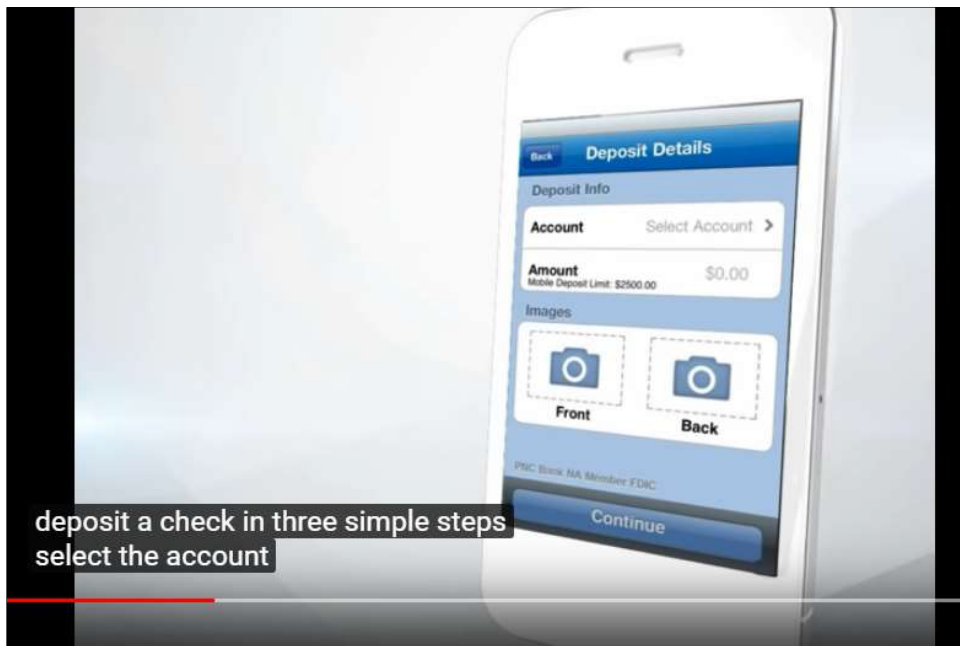 Back
Deposit Details
Deposit Info
Account
Select Account
Amount
$0.00
Mobile Deposit Limit: $2500.00
Images
Front
Back
PNC Bank NA Member FDIC
Continue
deposit a check in three simple steps
select the account